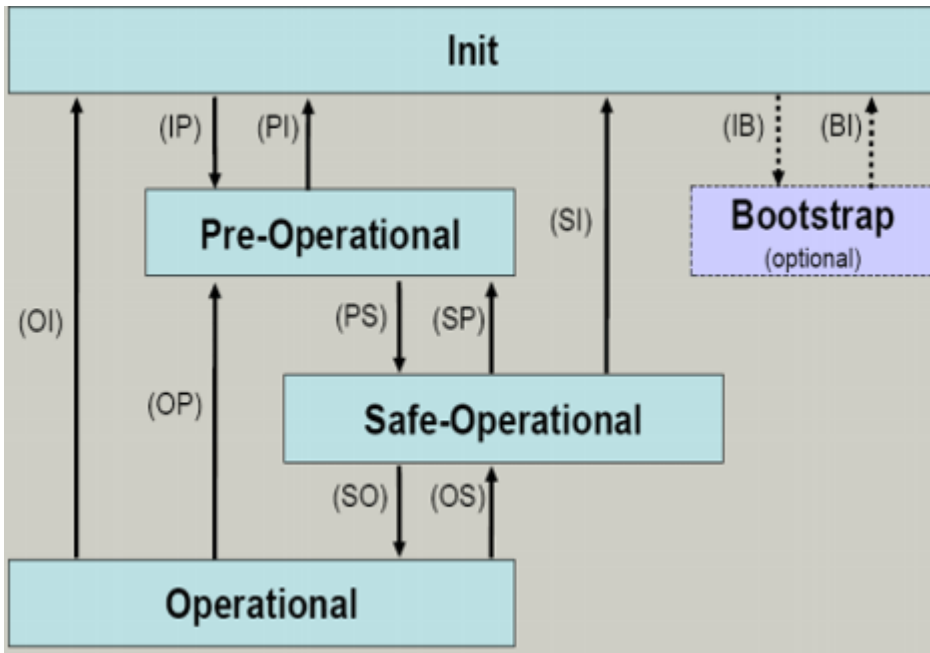 Init
(IP)
(PI)
(IB)
(BI)
Pre-Operational
(SI)
Bootstrap
(optional)
(OI)
(PS)
(SP)
(OP)
Safe-Operational
(SO)
(OS)
Operational